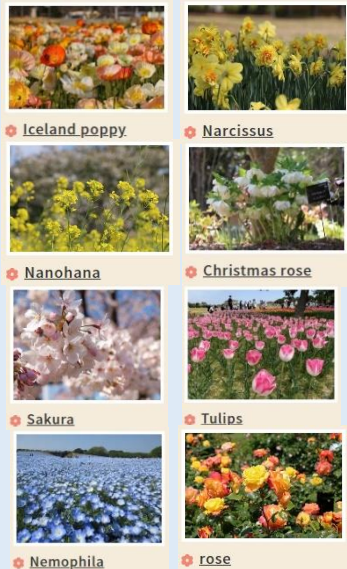 Iceland poppy
Narcissus
Nanohana
Christmas rose
Sakura
Tulips
Nemophila
rose